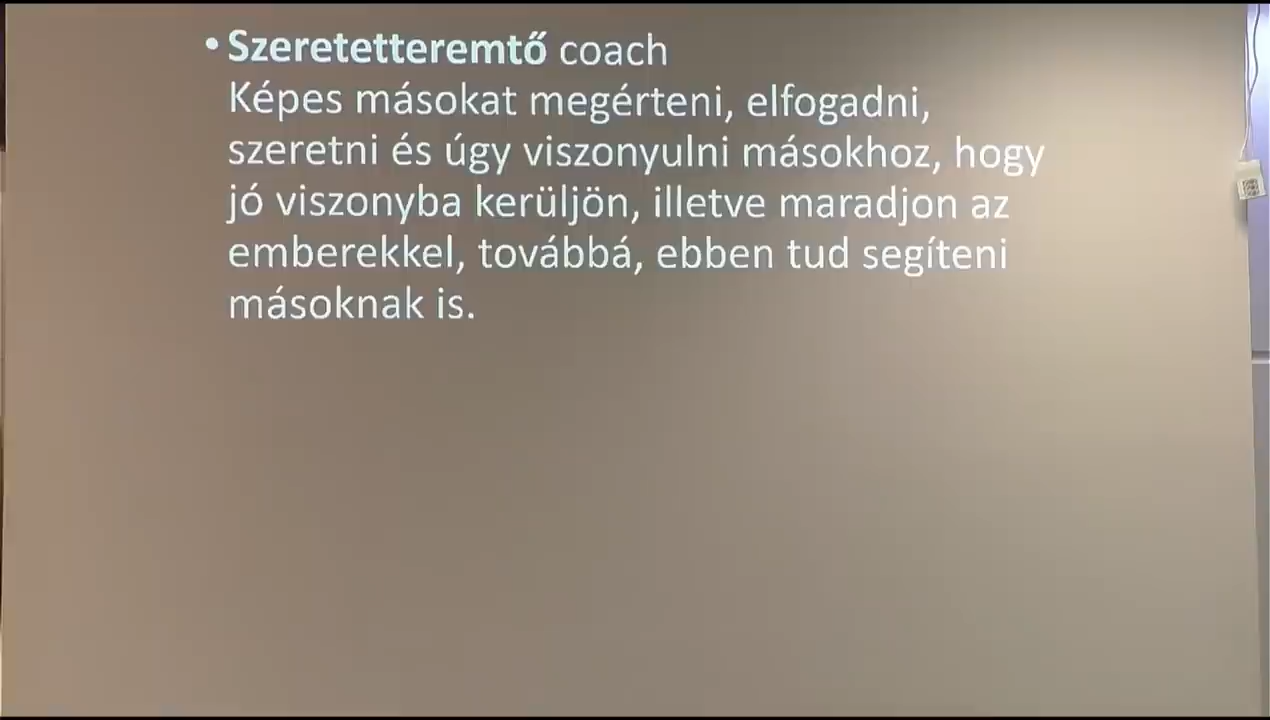 • Szeretetteremtő coach
Képes másokat megérteni, elfogadni,
szeretni és úgy viszonyulni másokhoz, hogy
jó viszonyba kerüljön, illetve maradjon az
emberekkel, továbbá, ebben tud segíteni
másoknak is.